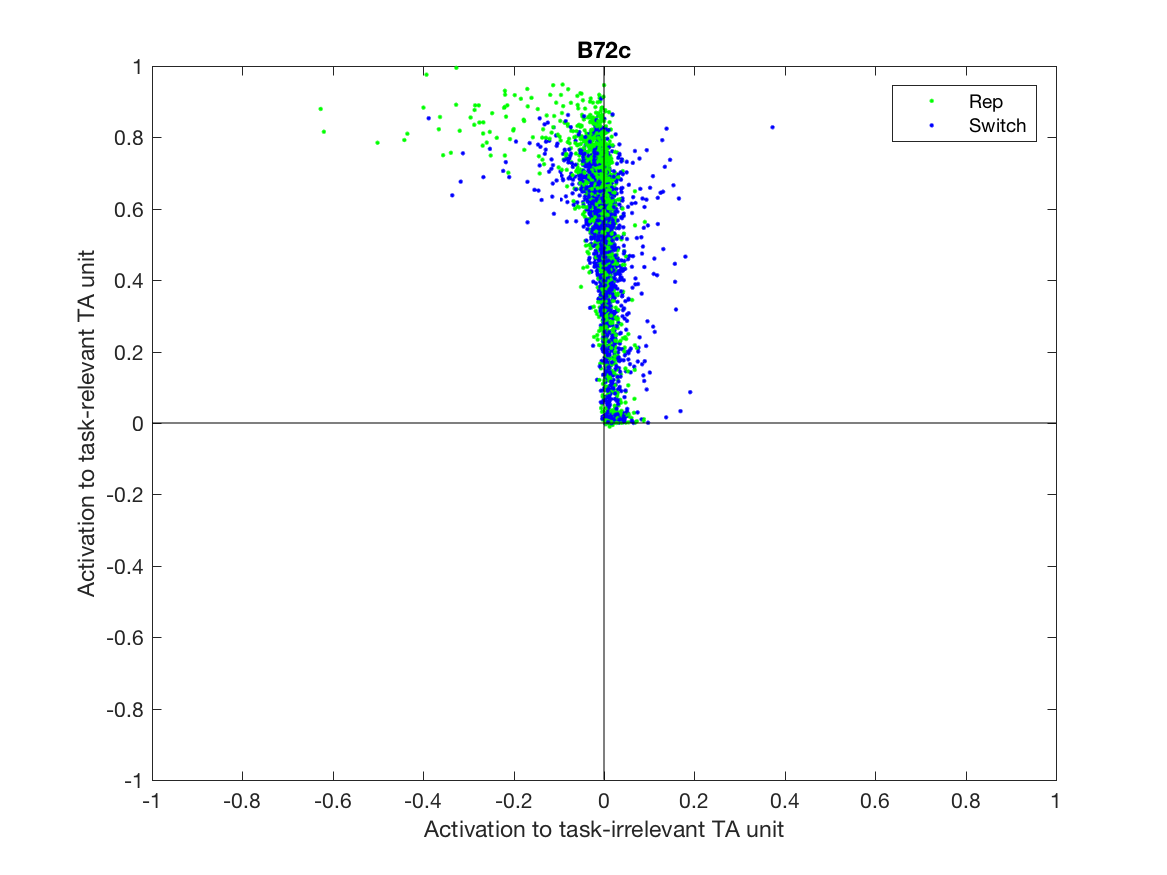 B72c
Rep
Switch
1
0.8
0.6
0.4
0.2
0
-0.2
-0.4
-0.6
-0.8
-1
Activation to task-relevant TA unit
-1 -0.8 -0.6 -0.4 -0.2 0 0.2 0.4 0.6 0.8 1
Activation to task-irrelevant TA unit